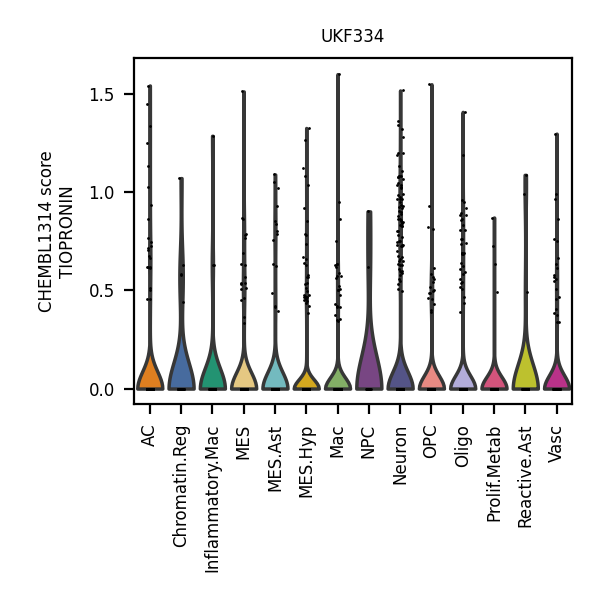 UKF334
CHEMBL1314 score
TIOPRONIN
1.5
1.0
0.5
0.0
AC
Chromatin.Reg
Inflammatory.Mac
MES
MES.Ast
MES.Hyp
Mac
NPC
Neuron
OPC
Oligo
Prolif.Metab
Reactive.Ast
Vasc